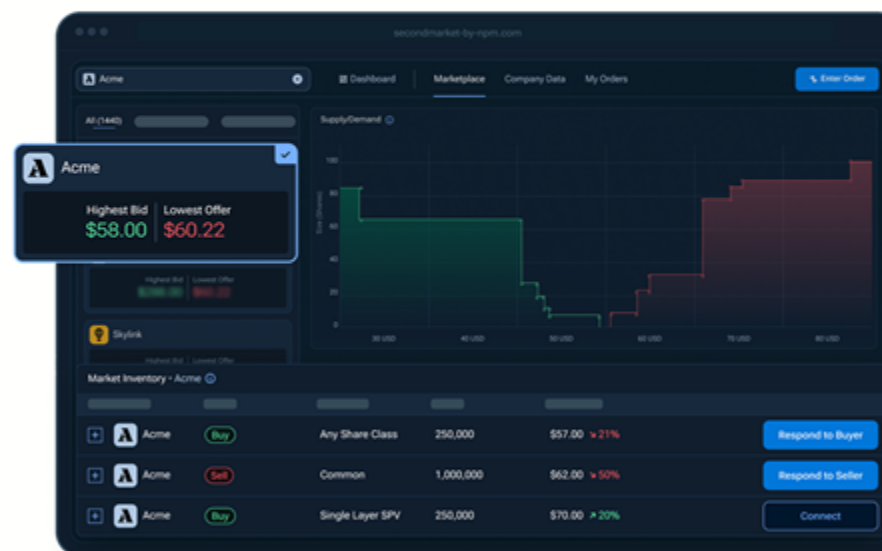 secondmarket-by-npm.com
Acme
Dashboard Marketplace Company Data My Orders Enter Order
All (1440)
Supply/Demand
Acme
Highest Bid Lowest Offer
$58.00 $60.22
Highest Bid Lowest Offer
Skylink
Highest Bid Lowest Offer
Size (Shares)
100
80
60
40
20
0
30 USD 40 USD 50 USD 60 USD 70 USD 80 USD
Market Inventory • Acme
Acme Buy Any Share Class 250,000 $57.00 21% Respond to Buyer
Acme Sell Common 1,000,000 $62.00 50% Respond to Seller
Acme Buy Single Layer SPV 250,000 $70.00 20% Connect